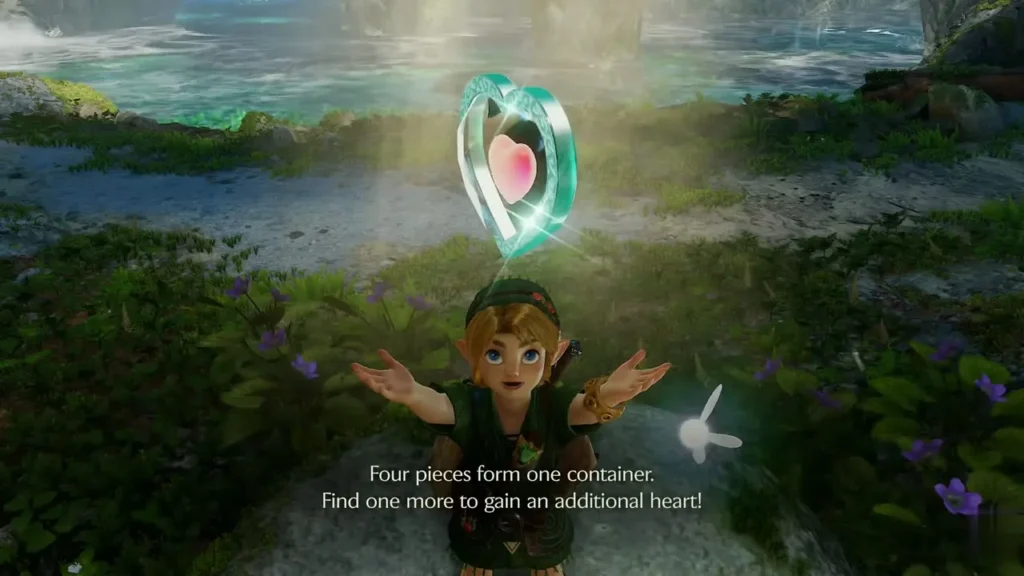 Four pieces form one container.
Find one more to gain an additional heart!